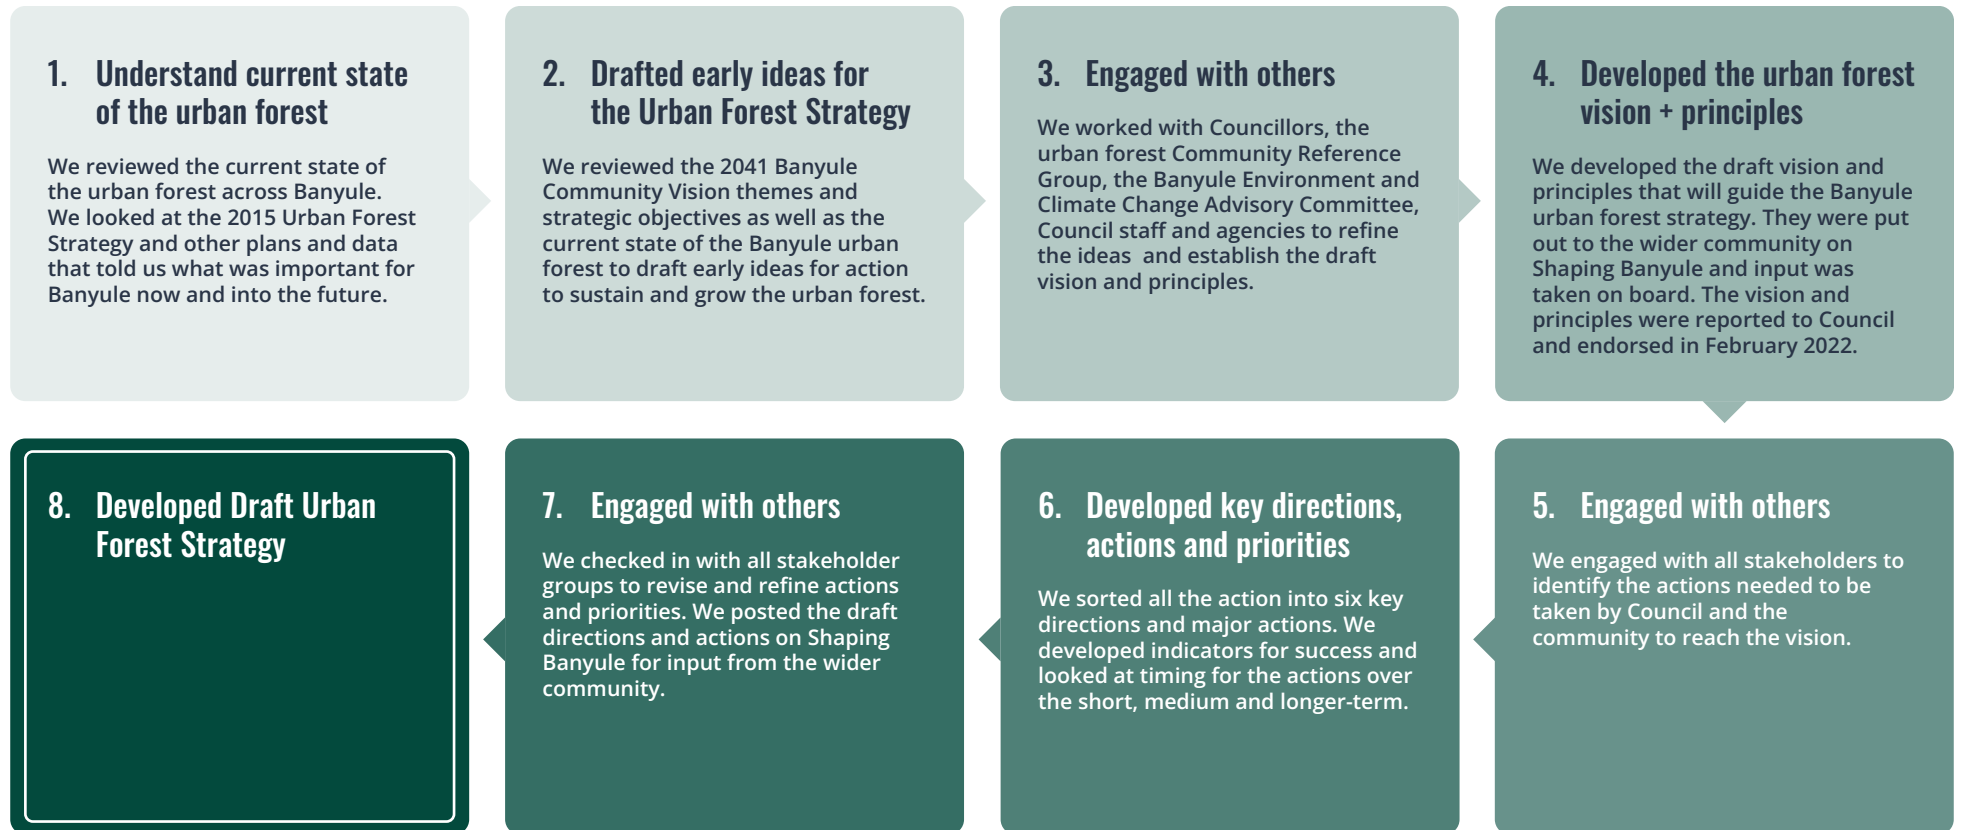 1. Understand current state
of the urban forest
We reviewed the current state of
the urban forest across Banyule.
We looked at the 2015 Urban Forest
Strategy and other plans and data
that told us what was important for
Banyule now and into the future.
2. Drafted early ideas for
the Urban Forest Strategy
We reviewed the 2041 Banyule
Community Vision themes and
strategic objectives as well as the
current state of the Banyule urban
forest to draft early ideas for action
to sustain and grow the urban forest.
3. Engaged with others
We worked with Councillors, the
urban forest Community Reference
Group, the Banyule Environment and
Climate Change Advisory Committee,
Council staff and agencies to refine
the ideas  and establish the draft
vision and principles.
4. Developed the urban forest
vision + principles
We developed the draft vision and
principles that will guide the Banyule
urban forest strategy. They were put
out to the wider community on
Shaping Banyule and input was
taken on board. The vision and
principles were reported to Council
and endorsed in February 2022.
5. Engaged with others
We engaged with all stakeholders to
identify the actions needed to be
taken by Council and the
community to reach the vision.
6. Developed key directions,
actions and priorities
We sorted all the action into six key
directions and major actions. We
developed indicators for success and
looked at timing for the actions over
the short, medium and longer-term.
7. Engaged with others
We checked in with all stakeholder
groups to revise and refine actions
and priorities. We posted the draft
directions and actions on Shaping
Banyule for input from the wider
community.
8. Developed Draft Urban
Forest Strategy